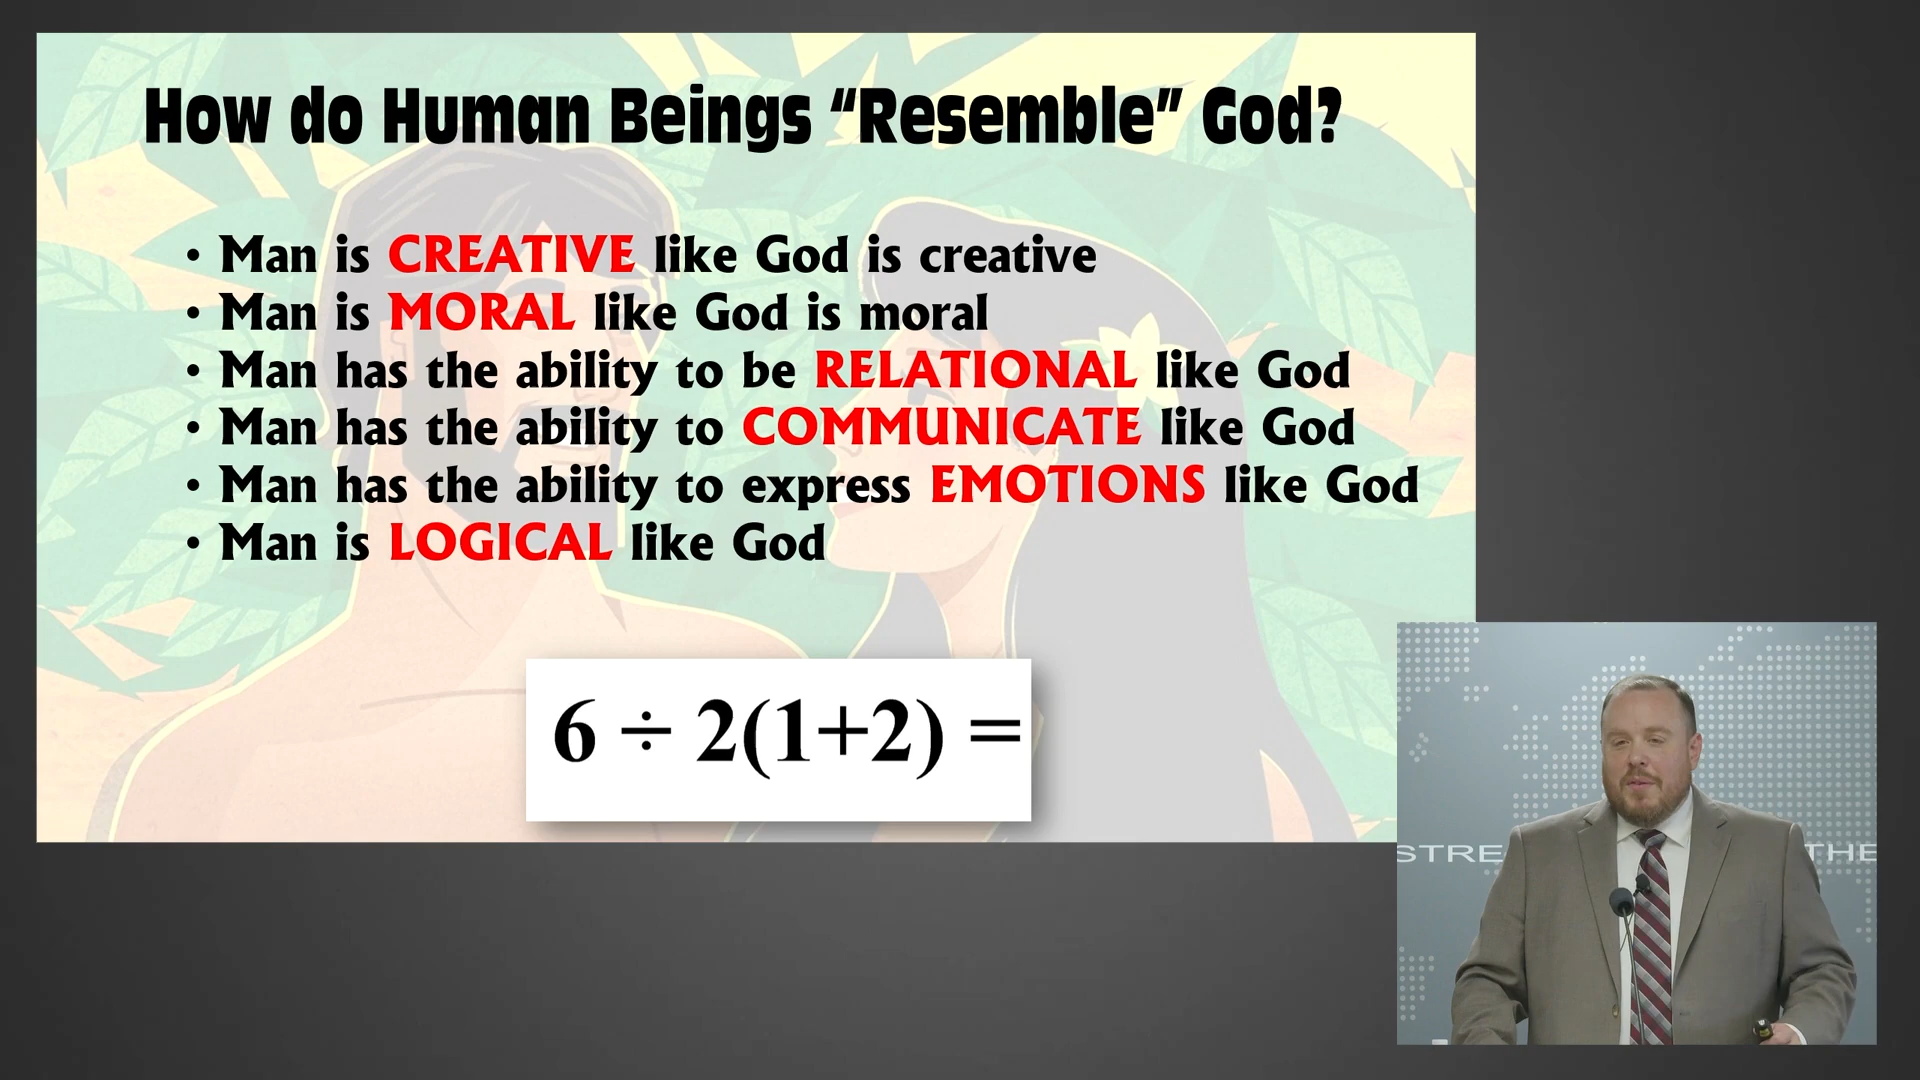 How do Human Beings “Resemble” God?
• Man is CREATIVE like God is creative
• Man is MORAL like God is moral
• Man has the ability to be RELATIONAL like God
• Man has the ability to COMMUNICATE like God
• Man has the ability to express EMOTIONS like God
• Man is LOGICAL like God
6 ÷ 2(1+2) =
STRE THE